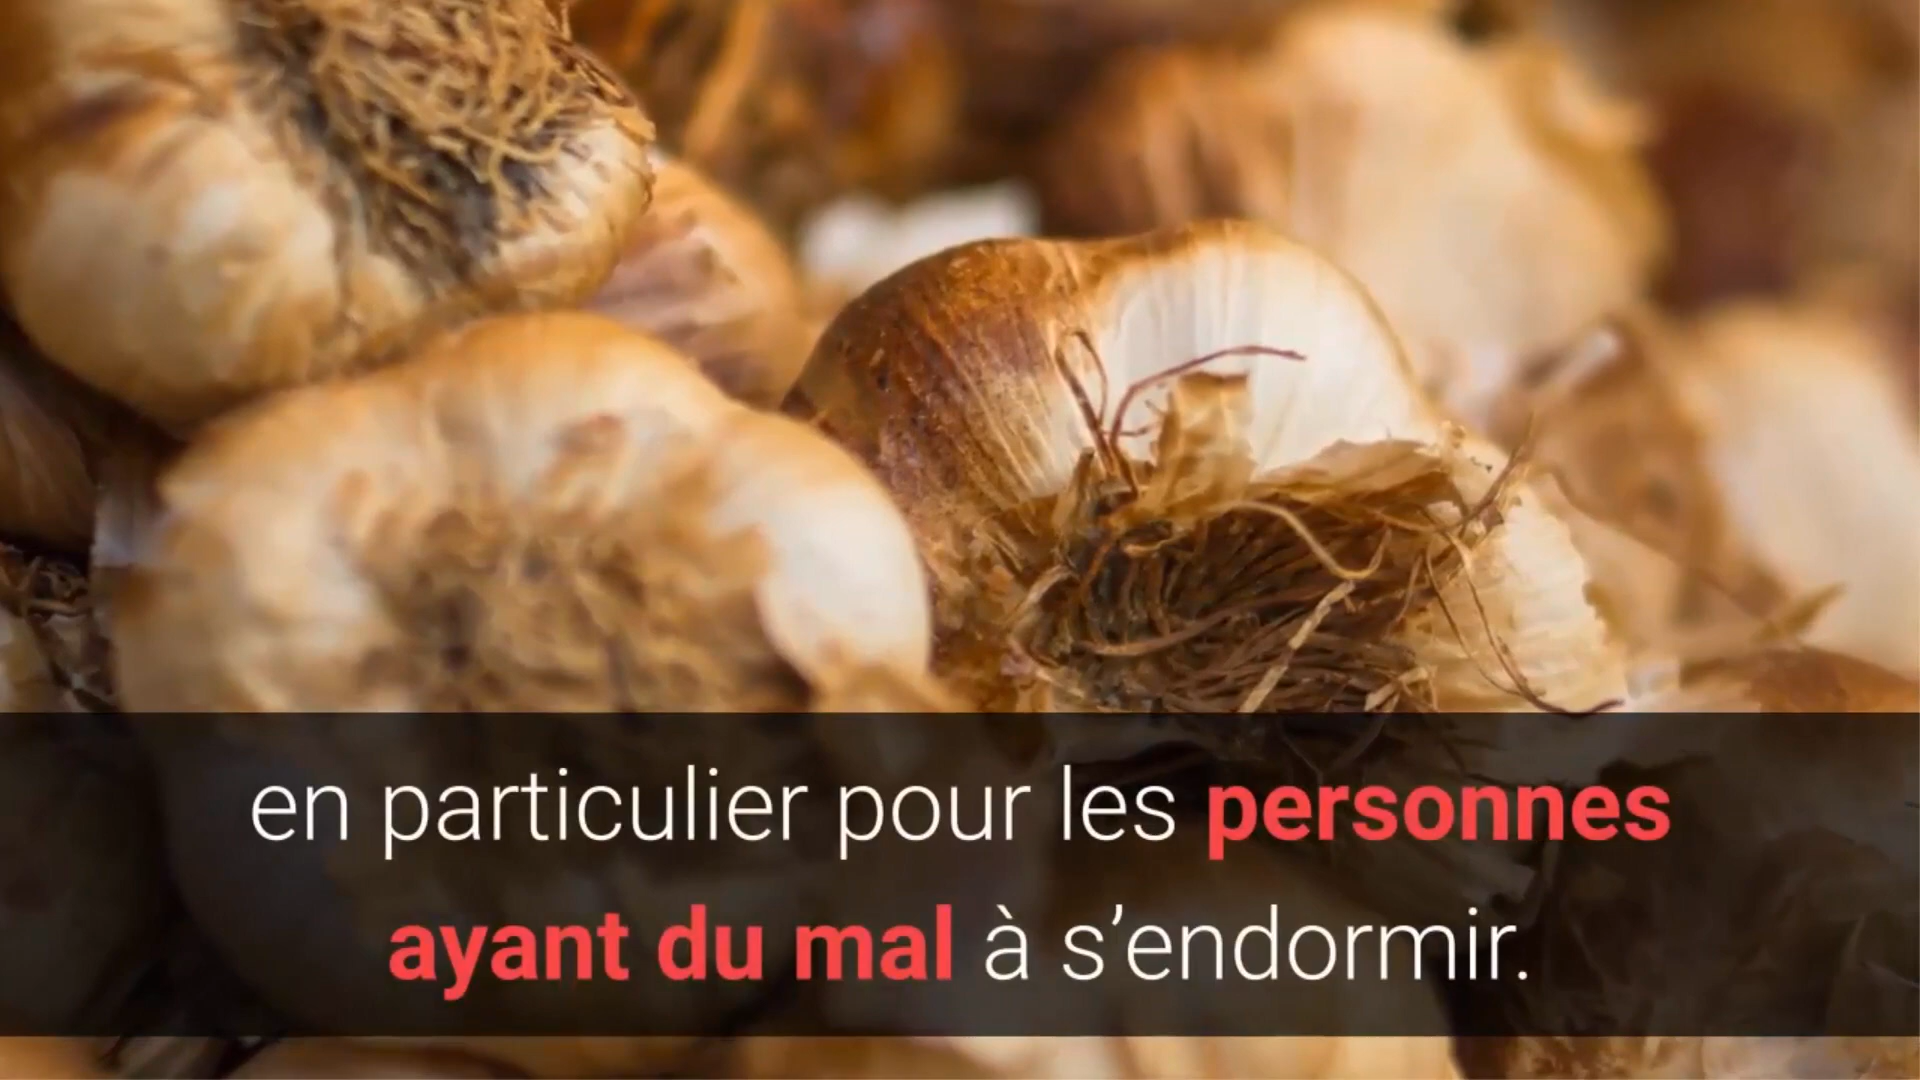 en particulier pour les personnes
ayant du mal à s’endormir.